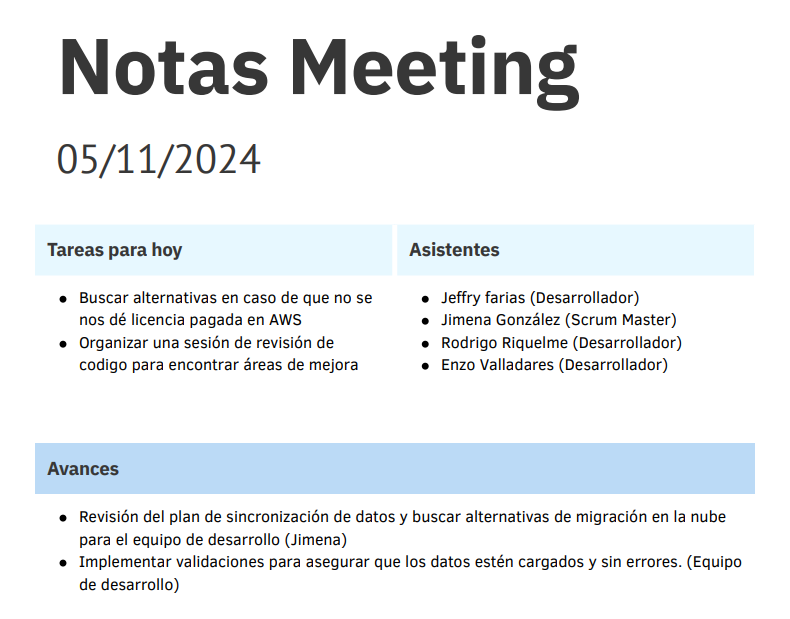 Notas Meeting
05/11/2024
Tareas para hoy
Buscar alternativas en caso de que no se
nos dé licencia pagada en AWS
Organizar una sesión de revisión de
codigo para encontrar áreas de mejora
Asistentes
Jeffry farias (Desarrollador)
Jimena González (Scrum Master)
Rodrigo Riquelme (Desarrollador)
Enzo Valladares (Desarrollador)
Avances
Revisión del plan de sincronización de datos y buscar alternativas de migración en la nube
para el equipo de desarrollo (Jimena)
Implementar validaciones para asegurar que los datos estén cargados y sin errores. (Equipo
de desarrollo)